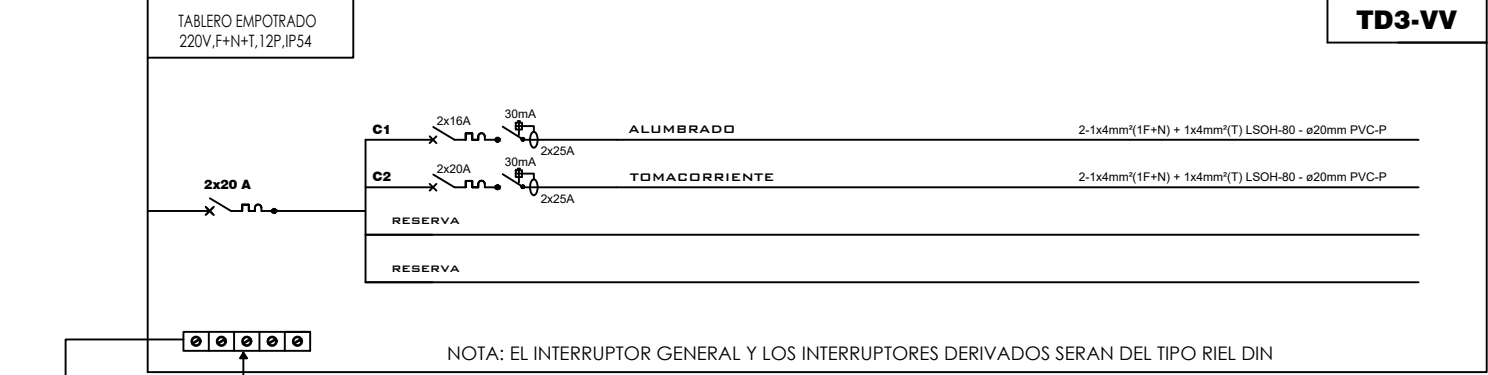 TABLERO EMPOTRADO
220V,F+N+T,12P,IP54
TD3-VV
2x20 A
C1
2x16A
30mA
2x25A
ALUMBRADO
2-1x4mm²(1F+N) + 1x4mm²(T) LSOH-80 - ø20mm PVC-P
C2
2x20A
30mA
2x25A
TOMACORRIENTE
2-1x4mm²(1F+N) + 1x4mm²(T) LSOH-80 - ø20mm PVC-P
RESERVA
RESERVA
NOTA: EL INTERRUPTOR GENERAL Y LOS INTERRUPTORES DERIVADOS SERAN DEL TIPO RIEL DIN